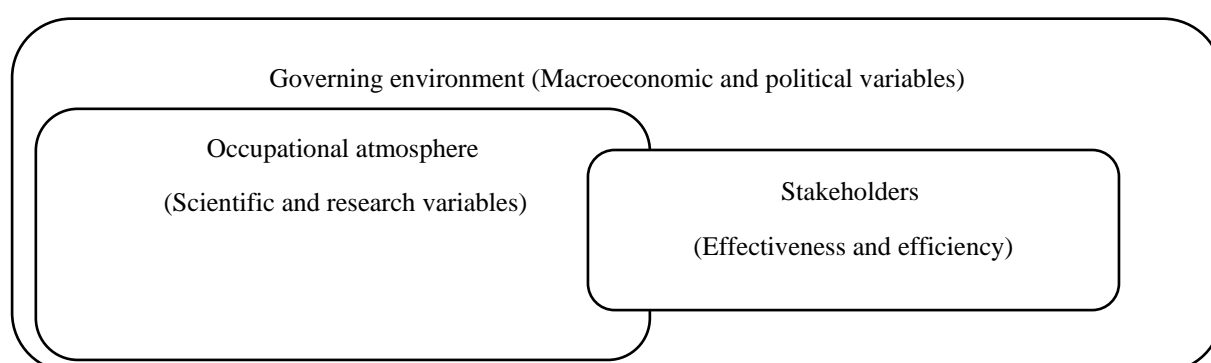 Governing environment (Macroeconomic and political variables)
Occupational atmosphere
(Scientific and research variables)
Stakeholders
(Effectiveness and efficiency)